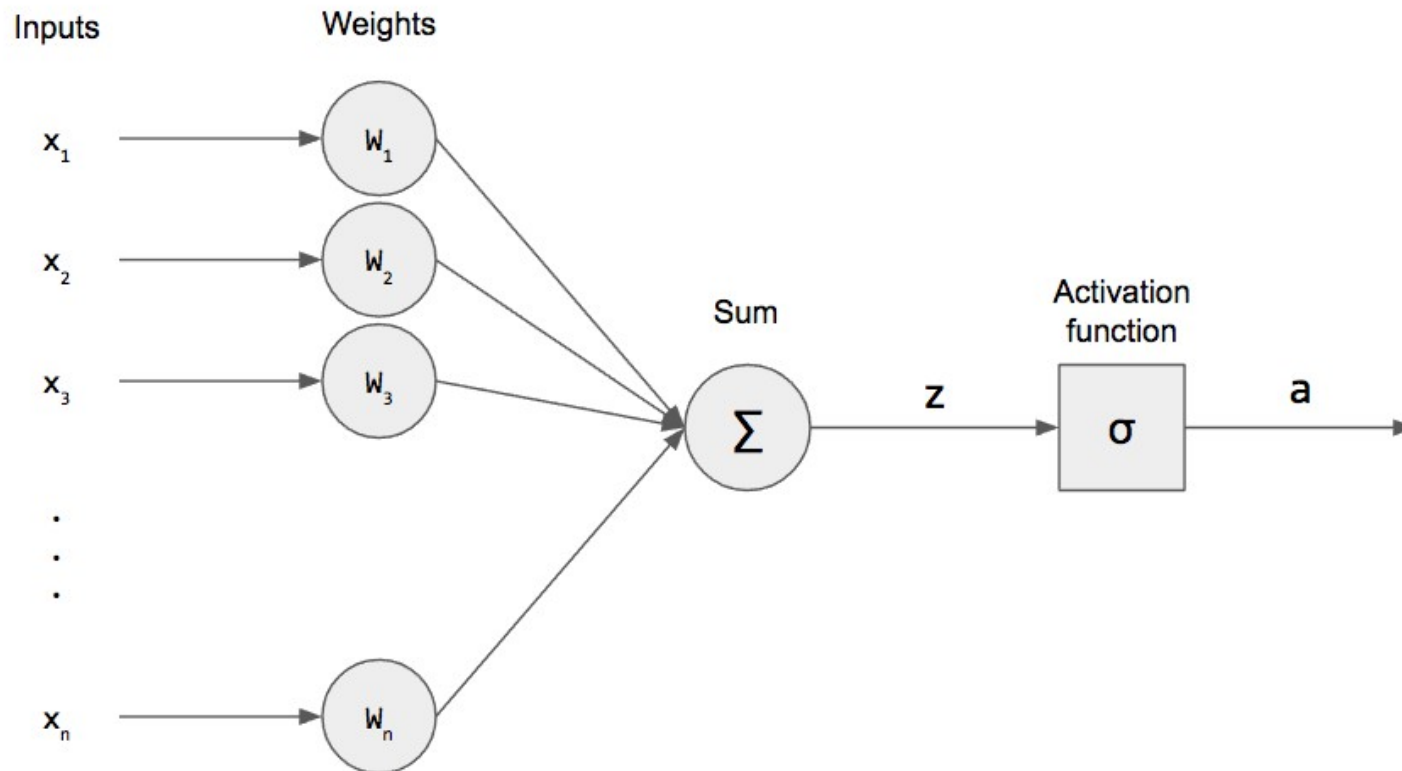 Inputs
Weights
x₁
W₁
x₂
W₂
x₃
W₃
.
.
.
xₙ
Wₙ
Sum
Σ
z
Activation
function
σ
a